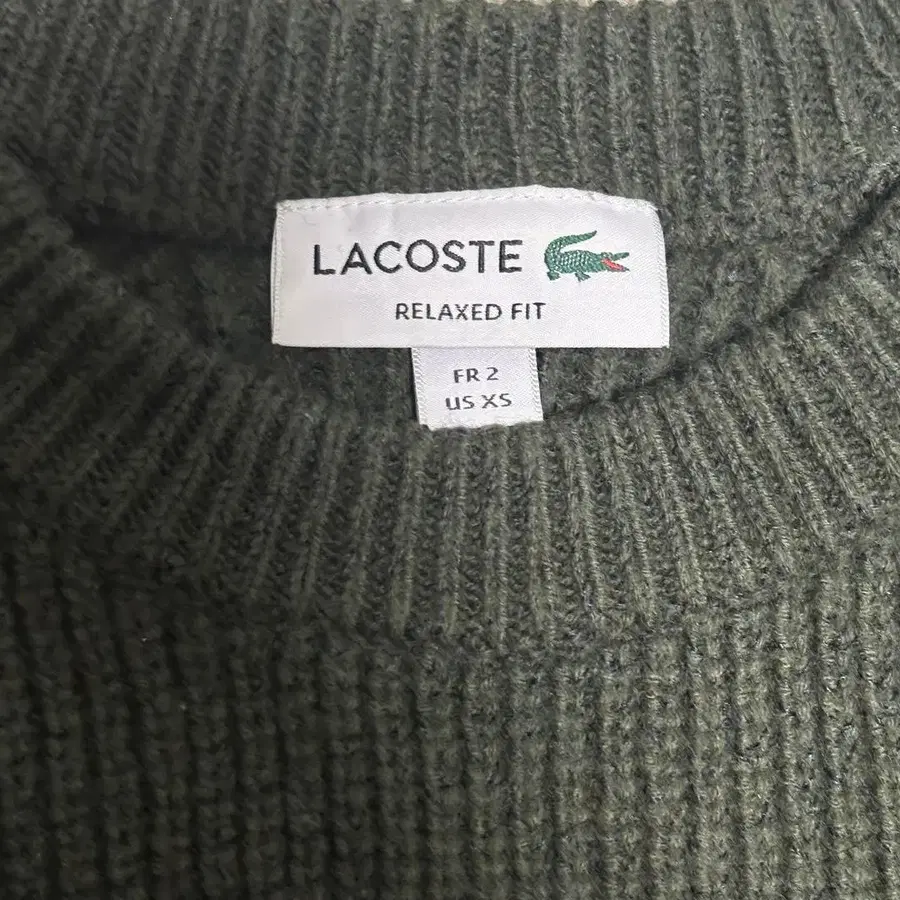 LACOSTE
RELAXED FIT
FR 2
US XS